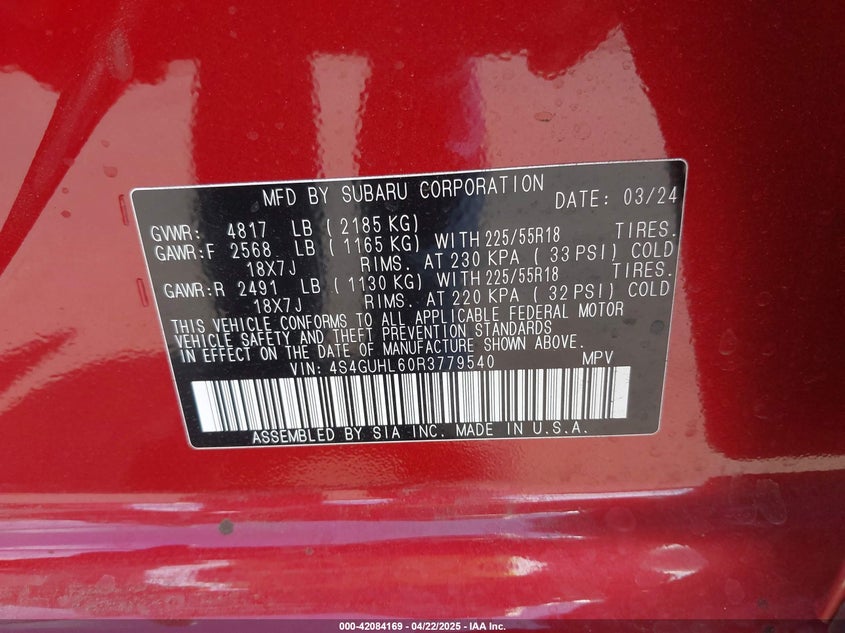 MFD BY SUBARU CORPORATION DATE: 03/24
GVWR: 4817 LB ( 2185 KG)
GAWR:F 2568 LB ( 1165 KG) WITH 225/55R18 TIRES.
18X7J RIMS. AT 230 KPA ( 33 PSI) COLD
GAWR:R 2491 LB ( 1130 KG) WITH 225/55R18 TIRES.
18X7J RIMS. AT 220 KPA ( 32 PSI) COLD
THIS VEHICLE CONFORMS TO ALL APPLICABLE FEDERAL MOTOR
VEHICLE SAFETY AND THEFT PREVENTION STANDARDS
IN EFFECT ON THE DATE OF MANUFACTURE SHOWN ABOVE.
VIN: 4S4GUHL60R3779540 MPV
ASSEMBLED BY SIA INC. MADE IN U.S.A.
000-42084169 - 04/22/2025 - IAA Inc.